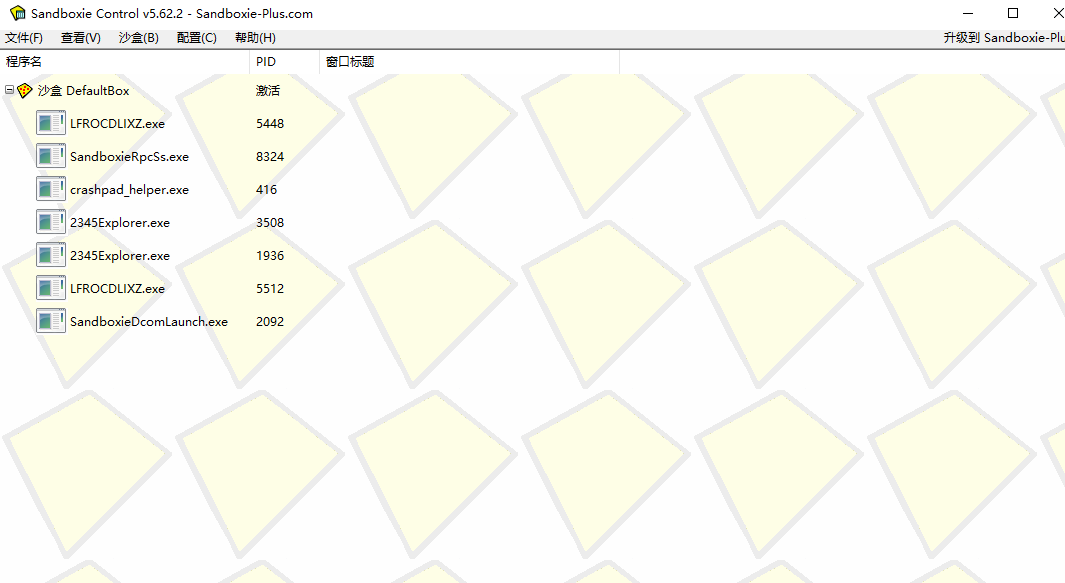 Sandboxie Control v5.62.2 - Sandboxie-Plus.com
文件(F) 查看(V) 沙盒(B) 配置(C) 帮助(H) 升级到 Sandboxie-Plu
程序名 PID 窗口标题
沙盒 DefaultBox 激活
LFROCDLIXZ.exe 5448
SandboxieRpcSs.exe 8324
crashpad_helper.exe 416
2345Explorer.exe 3508
2345Explorer.exe 1936
LFROCDLIXZ.exe 5512
SandboxieDcomLaunch.exe 2092